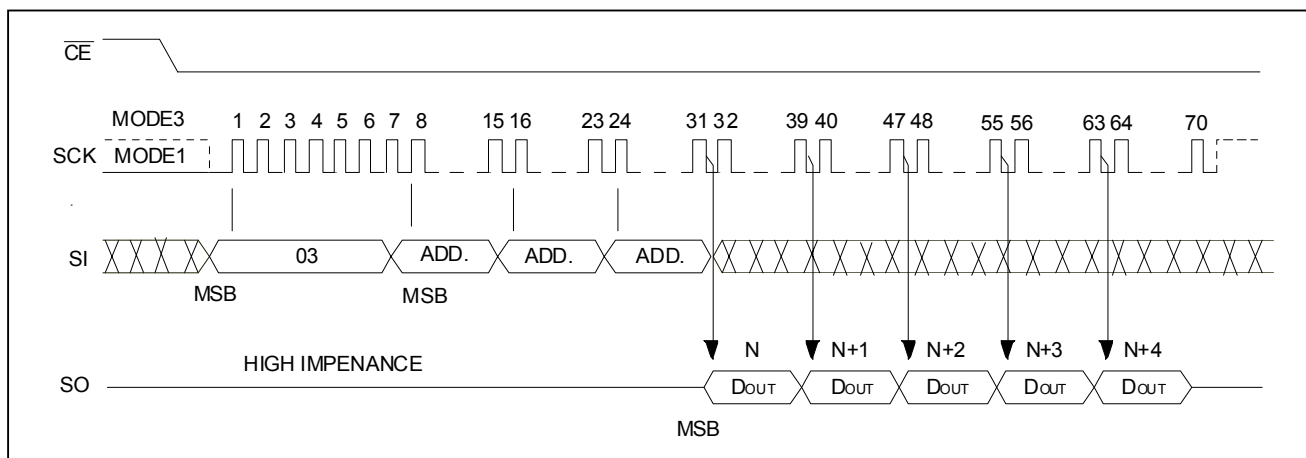 CE
MODE3
1 2 3 4 5 6 7 8 15 16 23 24 31 32 39 40 47 48 55 56 63 64 70
SCK MODE1
SI 03 ADD. ADD. ADD.
MSB MSB
HIGH IMPENANCE N N+1 N+2 N+3 N+4
SO DOUT DOUT DOUT DOUT DOUT
MSB